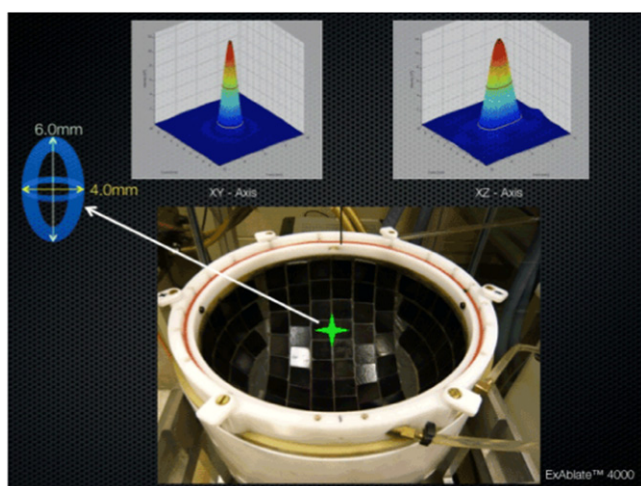 6.0mm
4.0mm
XY - Axis
XZ - Axis
ExAblate™ 4000